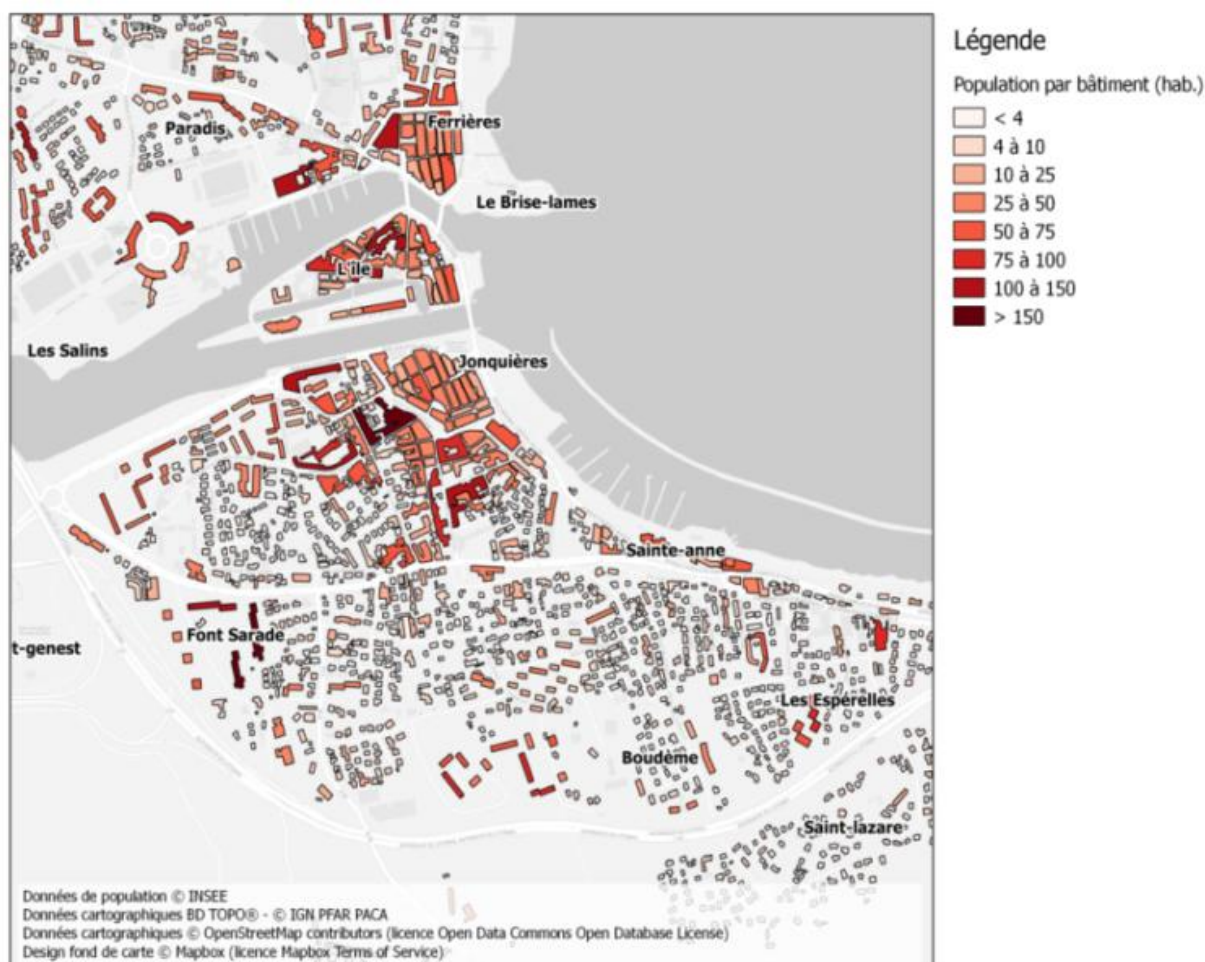 Légende
Population par bâtiment (hab.)
< 4
4 à 10
10 à 25
25 à 50
50 à 75
75 à 100
100 à 150
> 150
Paradis
Ferrières
Le Brise-lames
L'île
Les Salins
Jonquières
Sainte-anne
Font Sarade
t-genest
Les Espérelles
Boudème
Saint-lazare
Données de population © INSEE
Données cartographiques BD TOPO® - © IGN PFAR PACA
Données cartographiques © OpenStreetMap contributors (licence Open Data Commons Open Database License)
Design fond de carte © Mapbox (licence Mapbox Terms of Service)